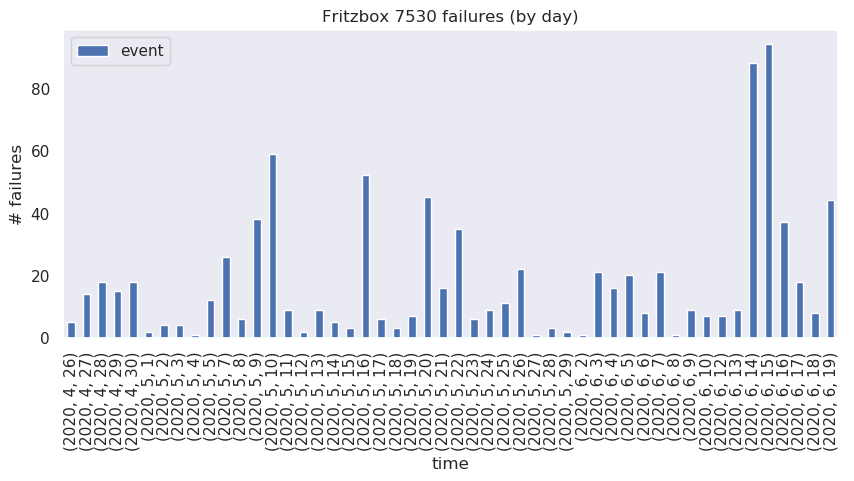 Fritzbox 7530 failures (by day)
event
# failures
80
60
40
20
0
(2020, 4, 26)
(2020, 4, 27)
(2020, 4, 28)
(2020, 4, 29)
(2020, 4, 30)
(2020, 5, 1)
(2020, 5, 2)
(2020, 5, 3)
(2020, 5, 4)
(2020, 5, 5)
(2020, 5, 7)
(2020, 5, 8)
(2020, 5, 9)
(2020, 5, 10)
(2020, 5, 11)
(2020, 5, 12)
(2020, 5, 13)
(2020, 5, 14)
(2020, 5, 15)
(2020, 5, 16)
(2020, 5, 17)
(2020, 5, 18)
(2020, 5, 19)
(2020, 5, 20)
(2020, 5, 21)
(2020, 5, 22)
(2020, 5, 23)
(2020, 5, 24)
(2020, 5, 25)
(2020, 5, 26)
(2020, 5, 27)
(2020, 5, 28)
(2020, 5, 29)
(2020, 6, 2)
(2020, 6, 3)
(2020, 6, 4)
(2020, 6, 5)
(2020, 6, 6)
(2020, 6, 7)
(2020, 6, 8)
(2020, 6, 9)
(2020, 6, 10)
(2020, 6, 12)
(2020, 6, 13)
(2020, 6, 14)
(2020, 6, 15)
(2020, 6, 16)
(2020, 6, 17)
(2020, 6, 18)
(2020, 6, 19)
time